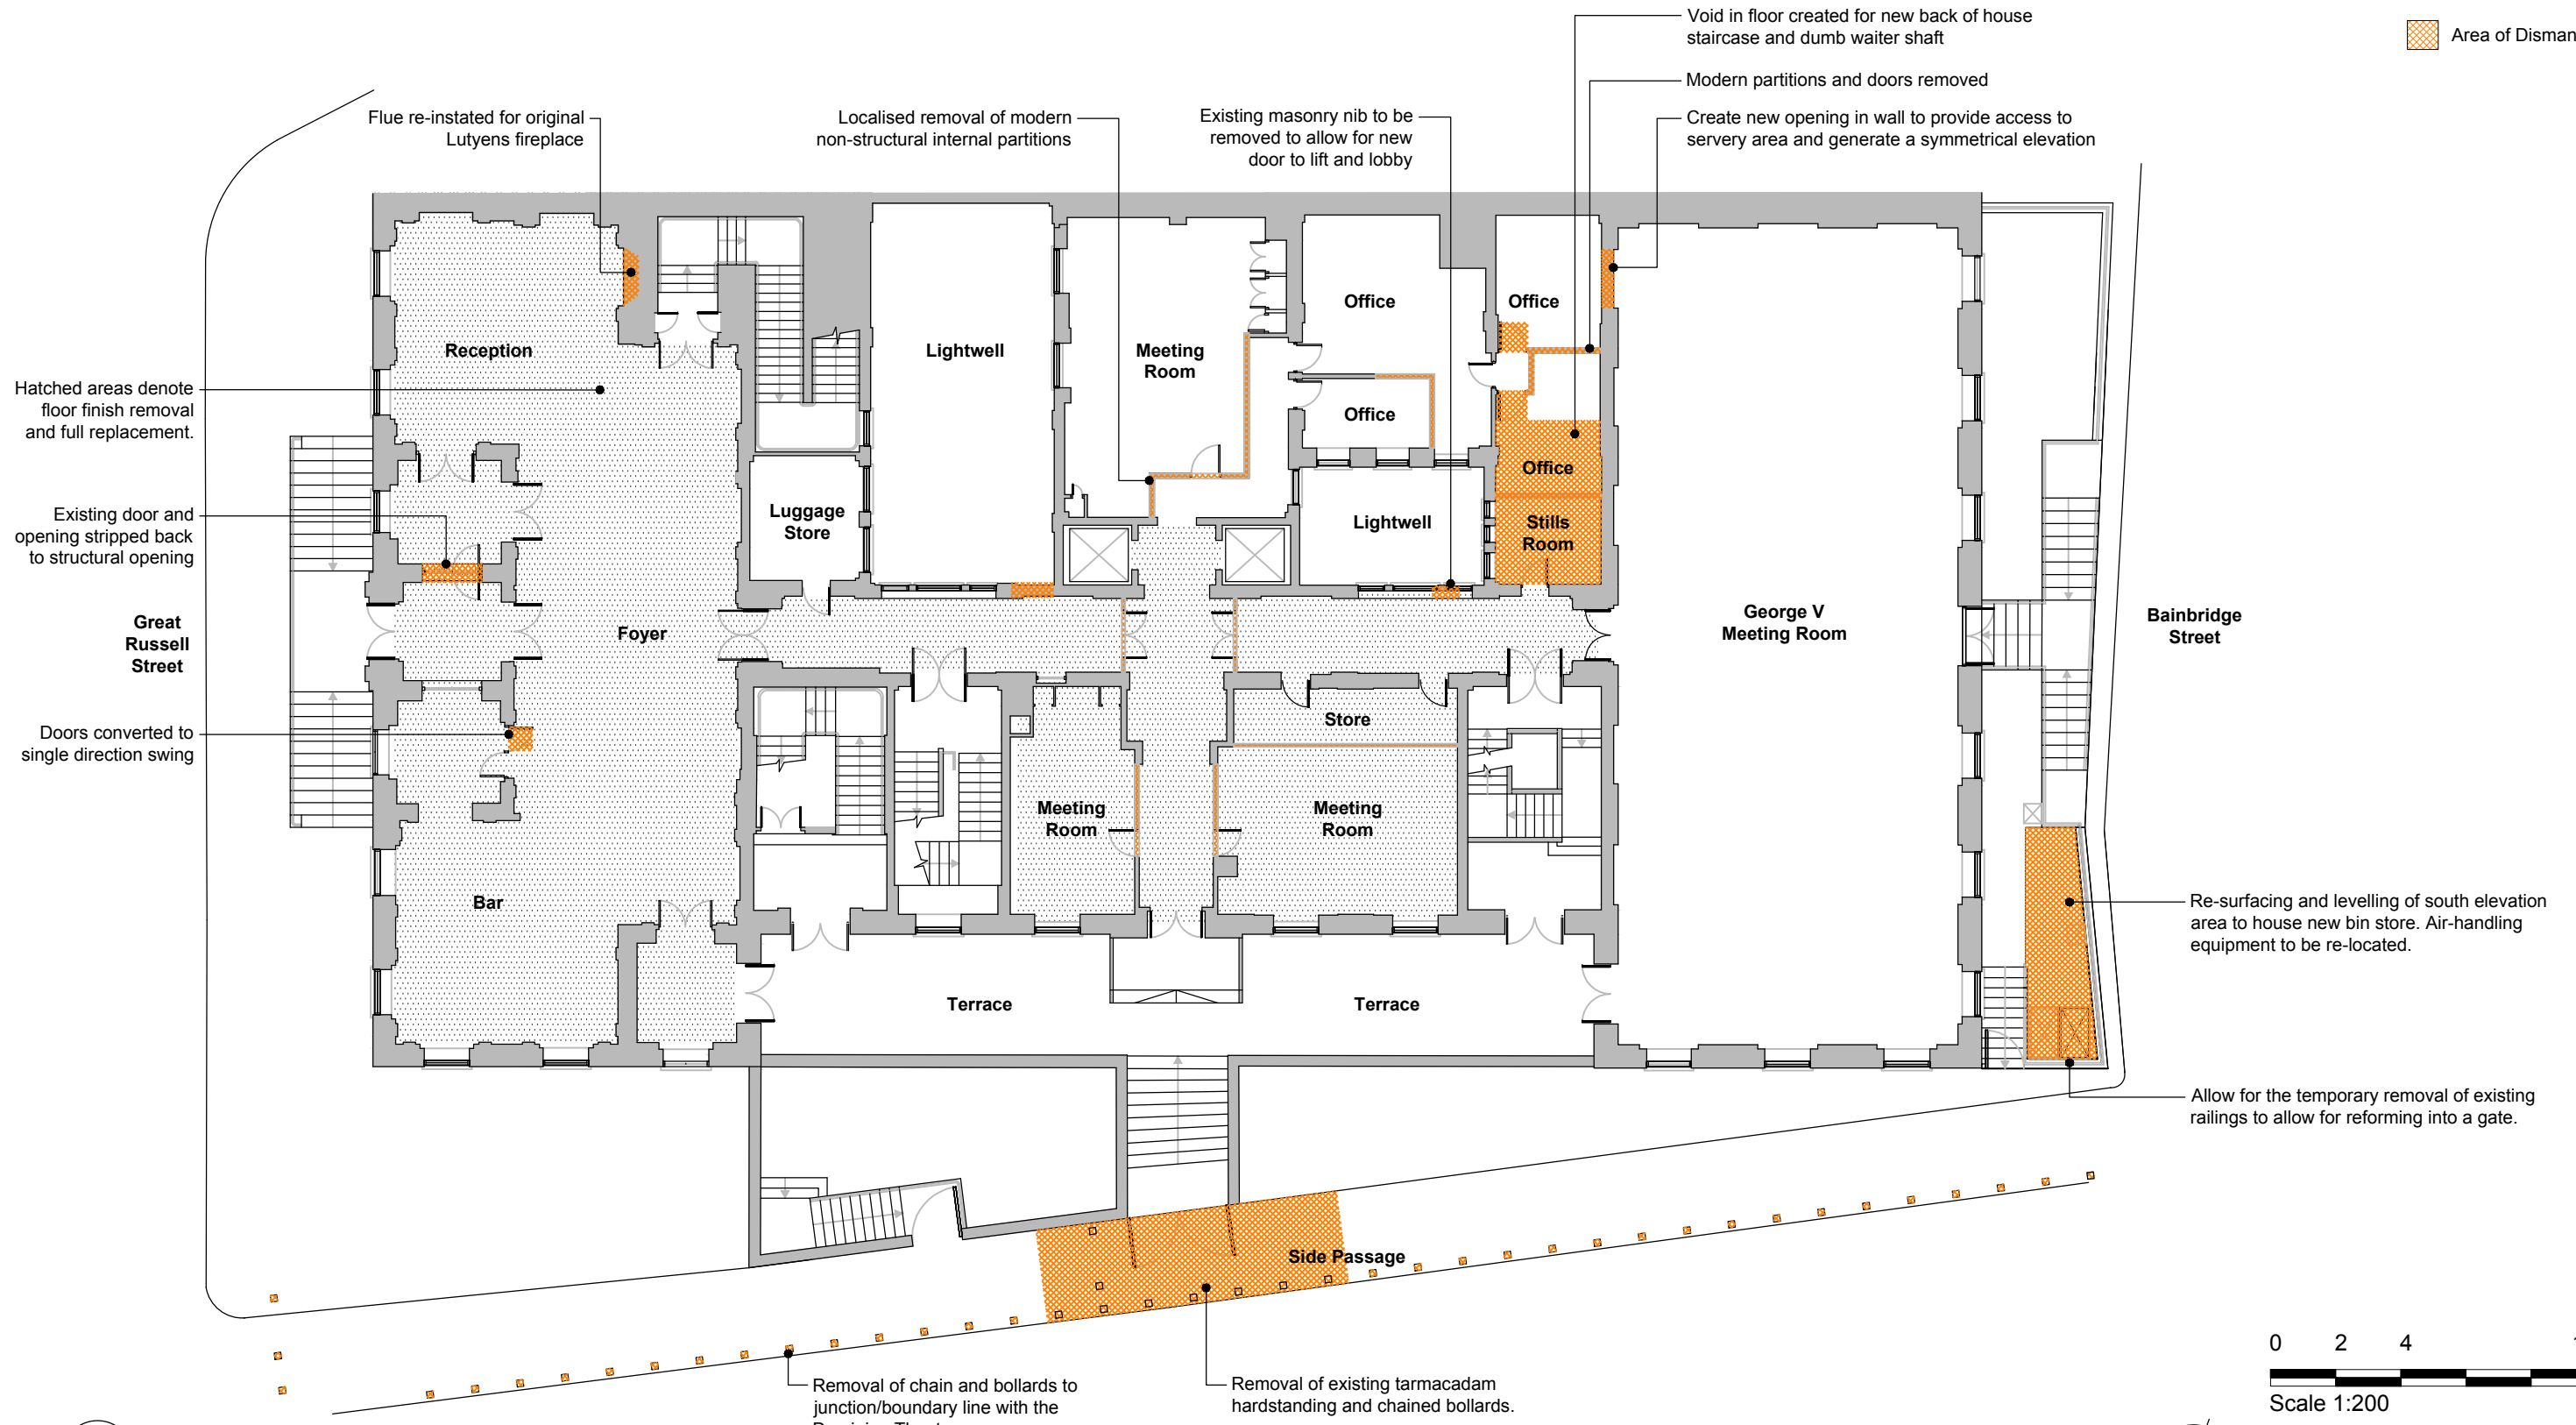 Void in floor created for new back of house
staircase and dumb waiter shaft
Area of Disman
Modern partitions and doors removed
Flue re-instated for original
Lutyens fireplace
Localised removal of modern
non-structural internal partitions
Existing masonry nib to be
removed to allow for new
door to lift and lobby
Create new opening in wall to provide access to
servery area and generate a symmetrical elevation
Hatched areas denote
floor finish removal
and full replacement.
Existing door and
opening stripped back
to structural opening
Doors converted to
single direction swing
Reception
Lightwell
Meeting
Room
Office
Office
Office
Office
Stills
Room
Luggage
Store
Lightwell
Great
Russell
Street
Foyer
George V
Meeting Room
Bainbridge
Street
Store
Meeting
Room
Meeting
Room
Bar
Terrace
Terrace
Re-surfacing and levelling of south elevation
area to house new bin store. Air-handling
equipment to be re-located.
Allow for the temporary removal of existing
railings to allow for reforming into a gate.
Side Passage
Removal of chain and bollards to
junction/boundary line with the
Removal of existing tarmacadam
hardstanding and chained bollards.
0 2 4
Scale 1:200